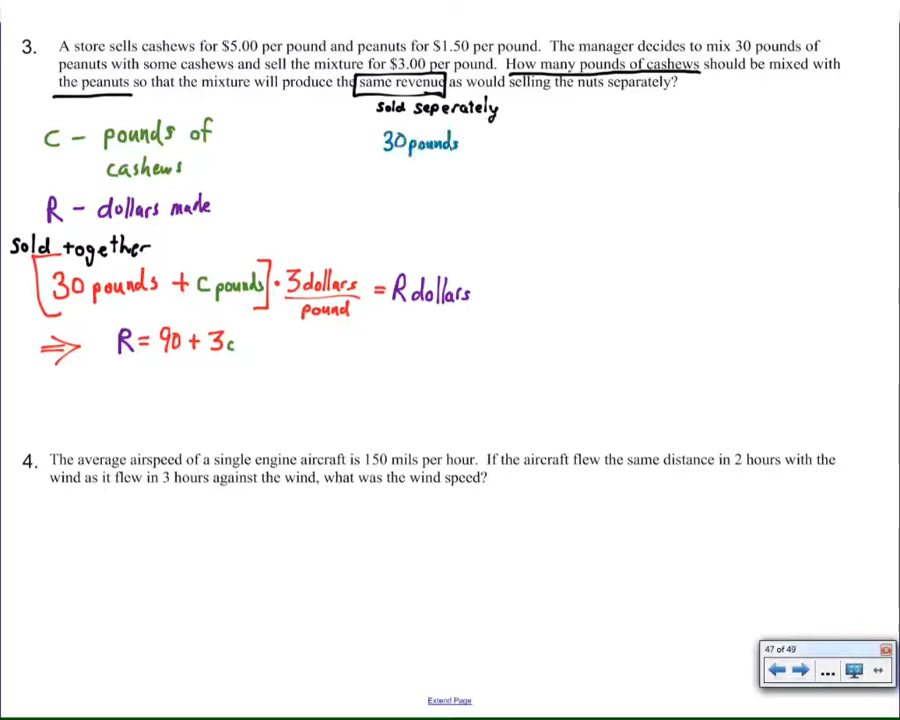 3. A store sells cashews for $5.00 per pound and peanuts for $1.50 per pound. The manager decides to mix 30 pounds of
peanuts with some cashews and sell the mixture for $3.00 per pound. How many pounds of cashews should be mixed with
the peanuts so that the mixture will produce the same revenue as would selling the nuts separately?
Sold seperately
C - pounds of
cashews
30 pounds
R - dollars made
Sold together
[30 pounds + C pounds] · 3 dollars/pound = R dollars
⇒ R = 90 + 3c
4. The average airspeed of a single engine aircraft is 150 mils per hour. If the aircraft flew the same distance in 2 hours with the
wind as it flew in 3 hours against the wind, what was the wind speed?
47 of 49
...
Extend Page